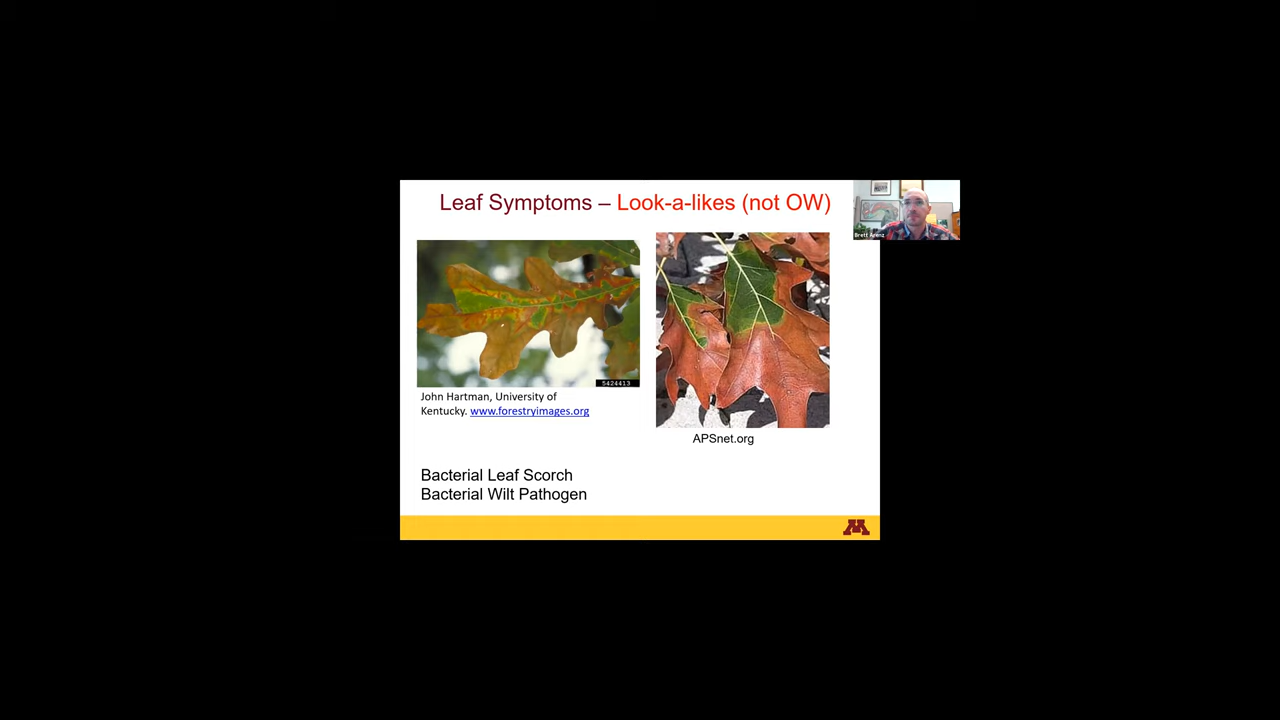 Leaf Symptoms – Look-a-likes (not OW)
Brett Arenz
5424413
John Hartman, University of
Kentucky. www.forestryimages.org
APSnet.org
Bacterial Leaf Scorch
Bacterial Wilt Pathogen
M